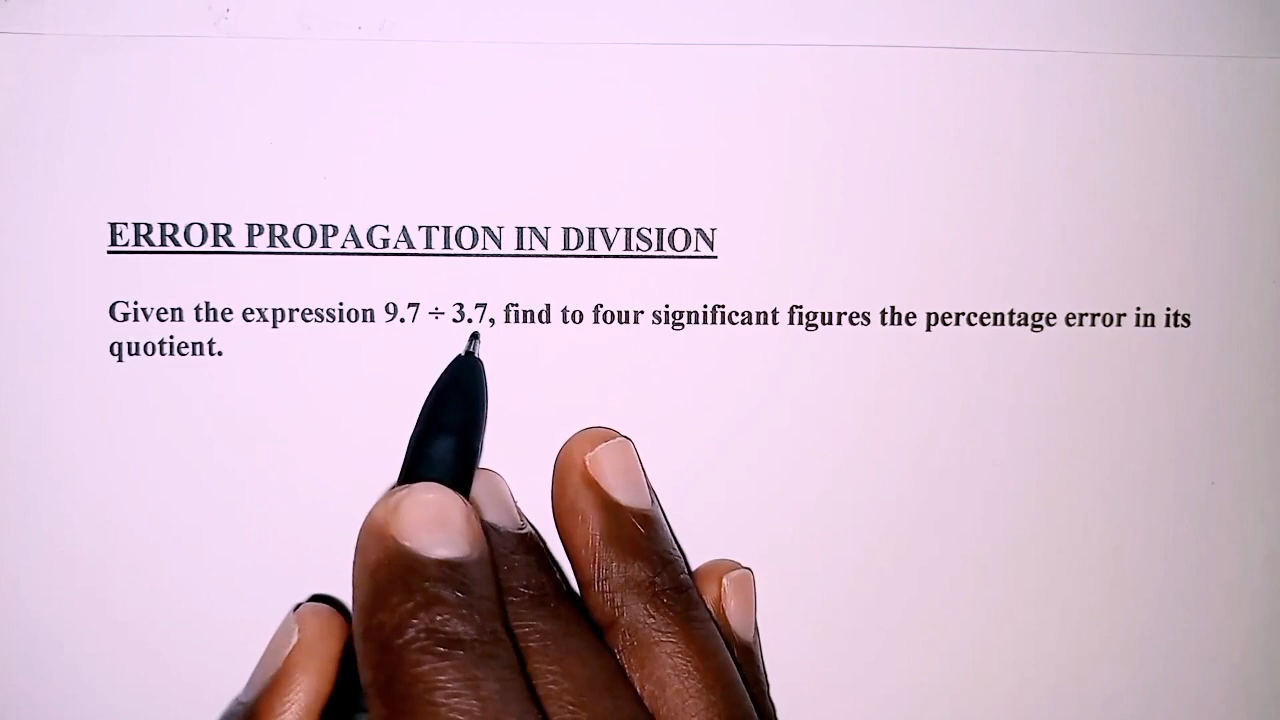 ERROR PROPAGATION IN DIVISION
Given the expression 9.7 ÷ 3.7, find to four significant figures the percentage error in its
quotient.